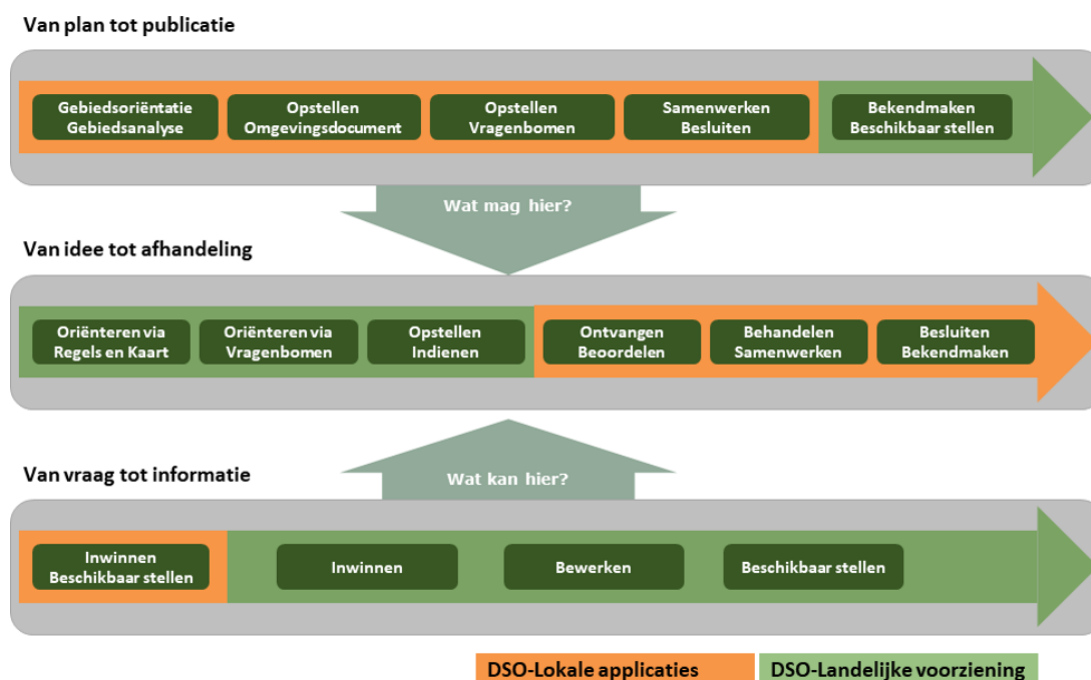 Van plan tot publicatie
Gebiedsoriëntatie
Gebiedsanalyse
Opstellen
Omgevingsdocument
Opstellen
Vragenbomen
Samenwerken
Besluiten
Bekendmaken
Beschikbaar stellen
Wat mag hier?
Van idee tot afhandeling
Oriënteren via
Regels en Kaart
Oriënteren via
Vragenbomen
Opstellen
Indienen
Ontvangen
Beoordelen
Behandelen
Samenwerken
Besluiten
Bekendmaken
Wat kan hier?
Van vraag tot informatie
Inwinnen
Beschikbaar stellen
Inwinnen
Bewerken
Beschikbaar stellen
DSO-Lokale applicaties
DSO-Landelijke voorziening